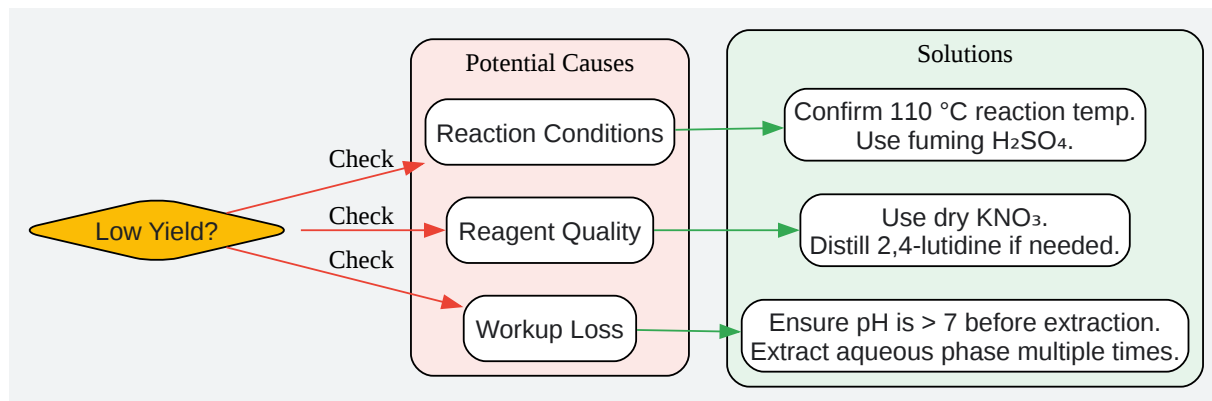 Low Yield?
Check
Check
Check
Potential Causes
Reaction Conditions
Reagent Quality
Workup Loss
Solutions
Confirm 110 °C reaction temp.
Use fuming H₂SO₄.
Use dry KNO₃.
Distill 2,4-lutidine if needed.
Ensure pH is > 7 before extraction.
Extract aqueous phase multiple times.